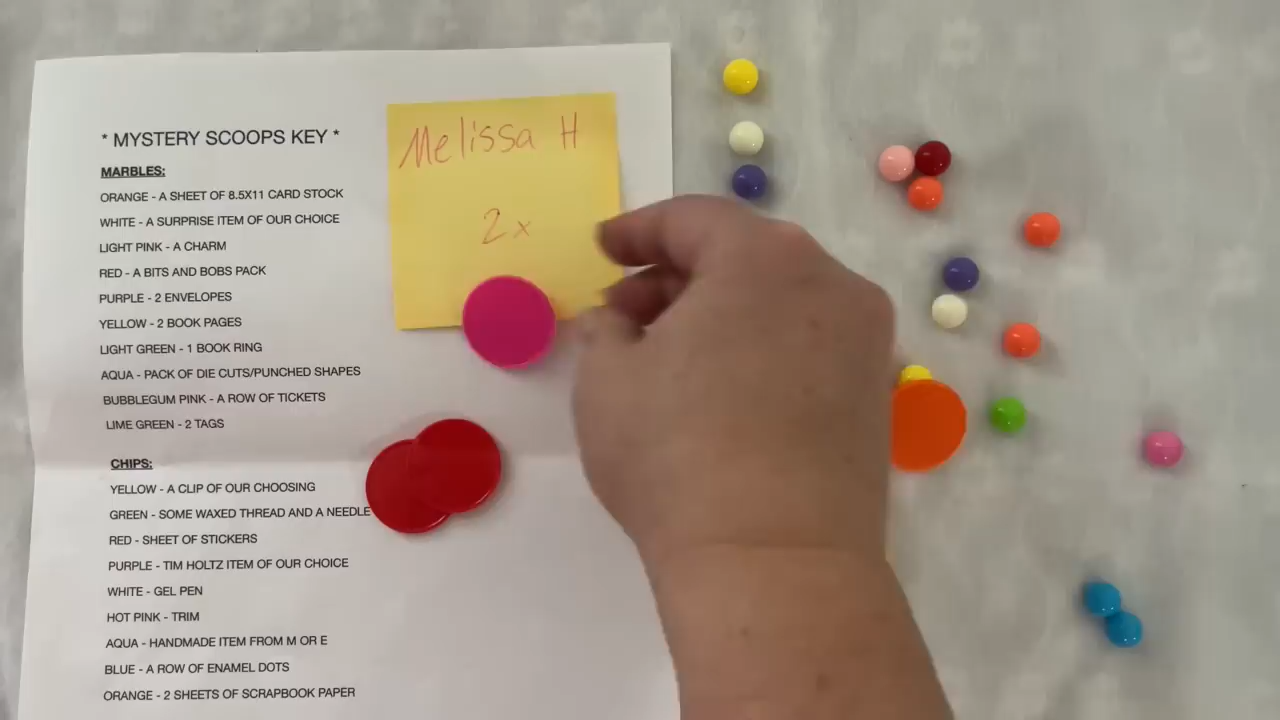 * MYSTERY SCOOPS KEY *
MARBLES:
ORANGE - A SHEET OF 8.5X11 CARD STOCK
WHITE - A SURPRISE ITEM OF OUR CHOICE
LIGHT PINK - A CHARM
RED - A BITS AND BOBS PACK
PURPLE - 2 ENVELOPES
YELLOW - 2 BOOK PAGES
LIGHT GREEN - 1 BOOK RING
AQUA - PACK OF DIE CUTS/PUNCHED SHAPES
BUBBLEGUM PINK - A ROW OF TICKETS
LIME GREEN - 2 TAGS
CHIPS:
YELLOW - A CLIP OF OUR CHOOSING
GREEN - SOME WAXED THREAD AND A NEEDLE
RED - SHEET OF STICKERS
PURPLE - TIM HOLTZ ITEM OF OUR CHOICE
WHITE - GEL PEN
HOT PINK - TRIM
AQUA - HANDMADE ITEM FROM M OR E
BLUE - A ROW OF ENAMEL DOTS
ORANGE - 2 SHEETS OF SCRAPBOOK PAPER
Melissa H
2x